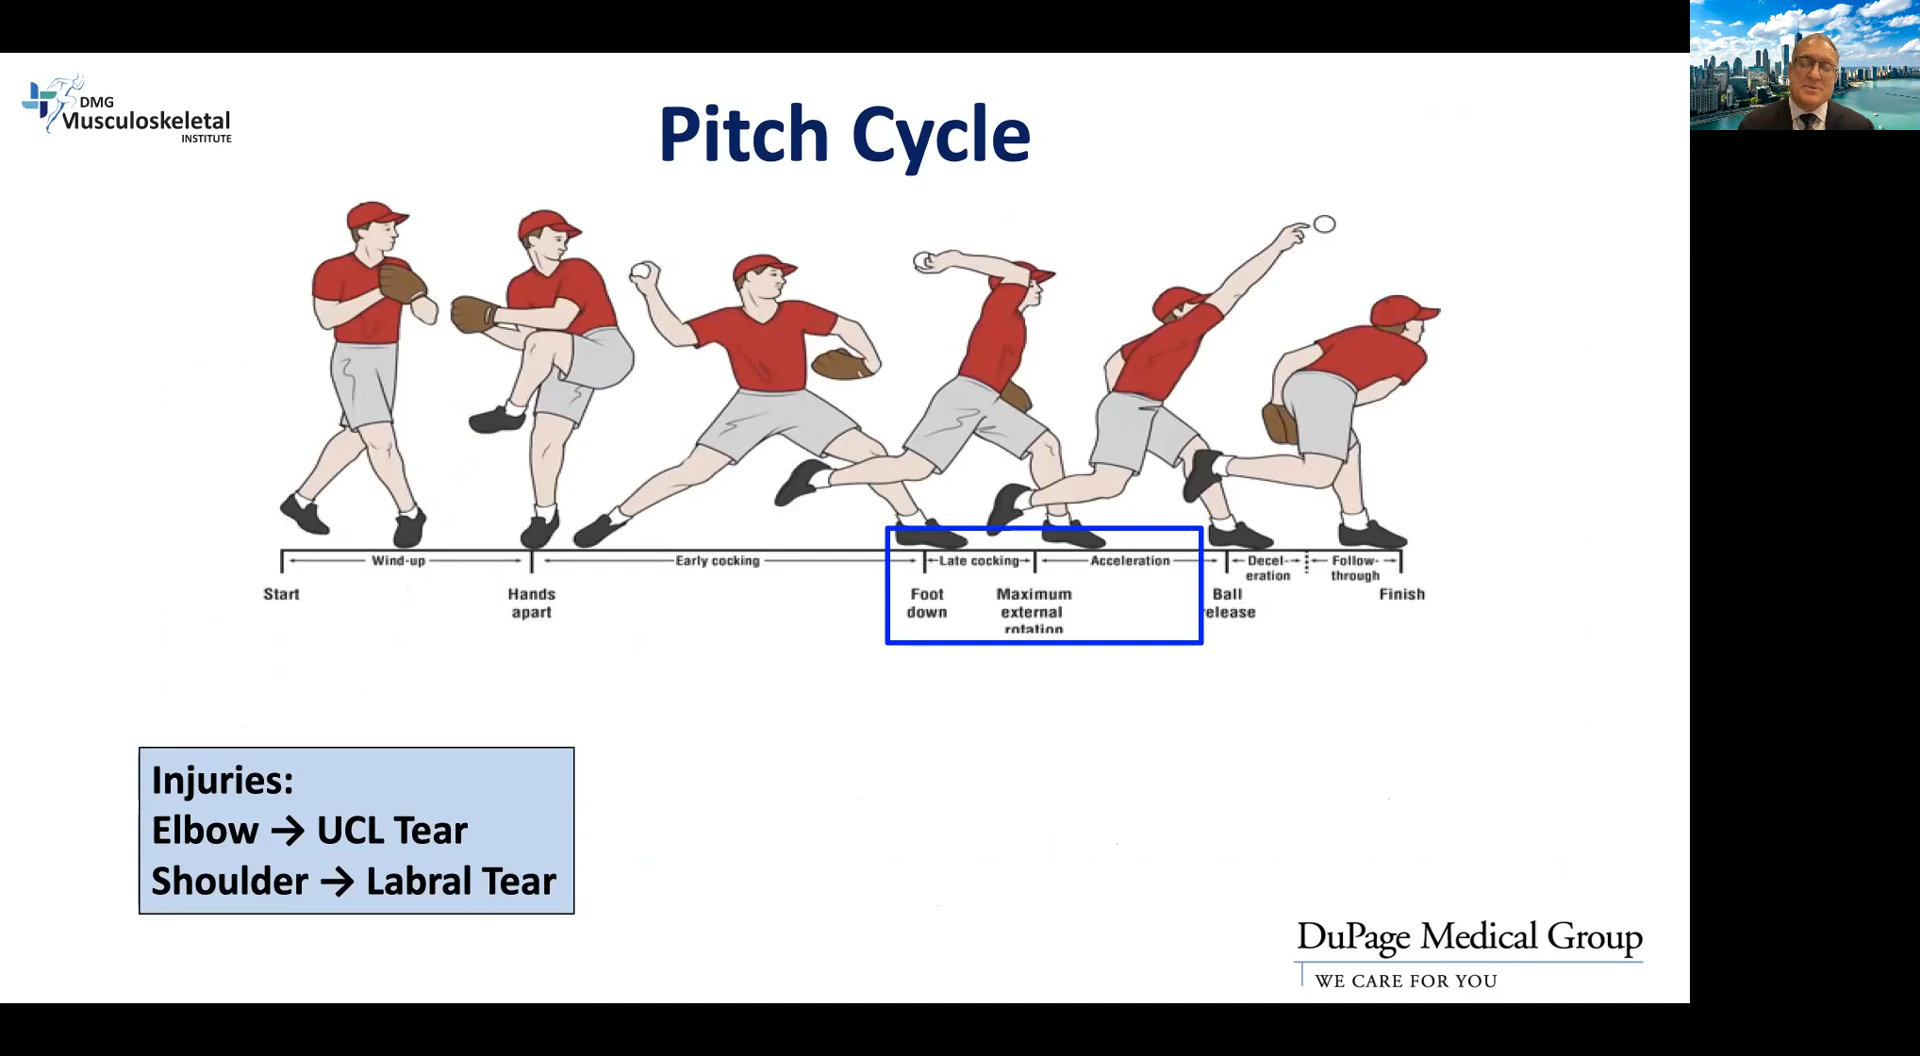 DMG
Musculoskeletal
INSTITUTE
Pitch Cycle
Wind-up
Early cocking
Late cocking
Acceleration
Decel-
eration
Follow-
through
Start
Hands
apart
Foot
down
Maximum
external
rotation
Ball
release
Finish
Injuries:
Elbow → UCL Tear
Shoulder → Labral Tear
DuPage Medical Group
WE CARE FOR YOU